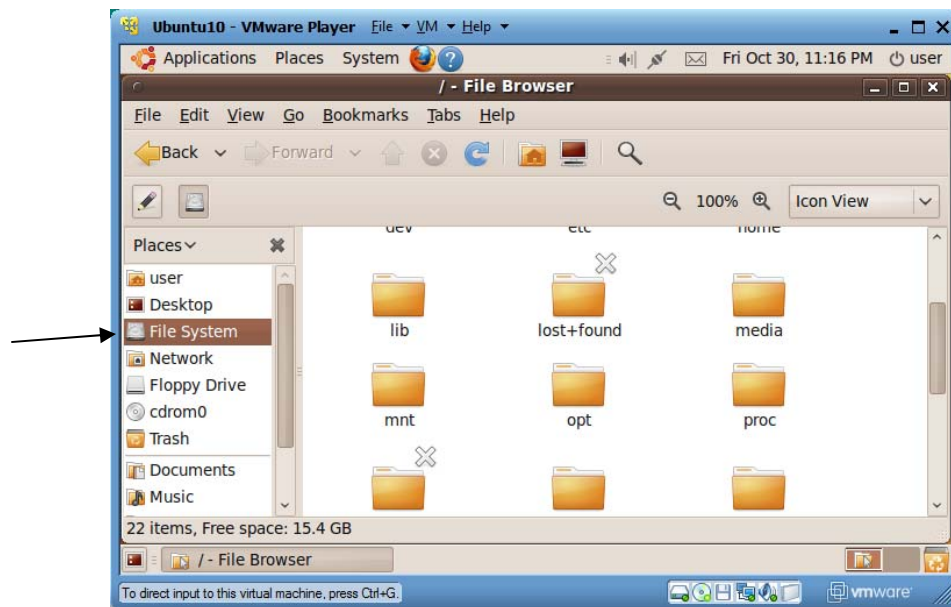 Ubuntu10 - VMware Player File VM Help
Applications Places System ? Fri Oct 30, 11:16 PM user
/ - File Browser
File Edit View Go Bookmarks Tabs Help
Back Forward
100% Icon View
Places
user
Desktop
File System
Network
Floppy Drive
cdrom0
Trash
Documents
Music
dev etc home
lib lost+found media
mnt opt proc
22 items, Free space: 15.4 GB
/ - File Browser
To direct input to this virtual machine, press Ctrl+G.
vmware